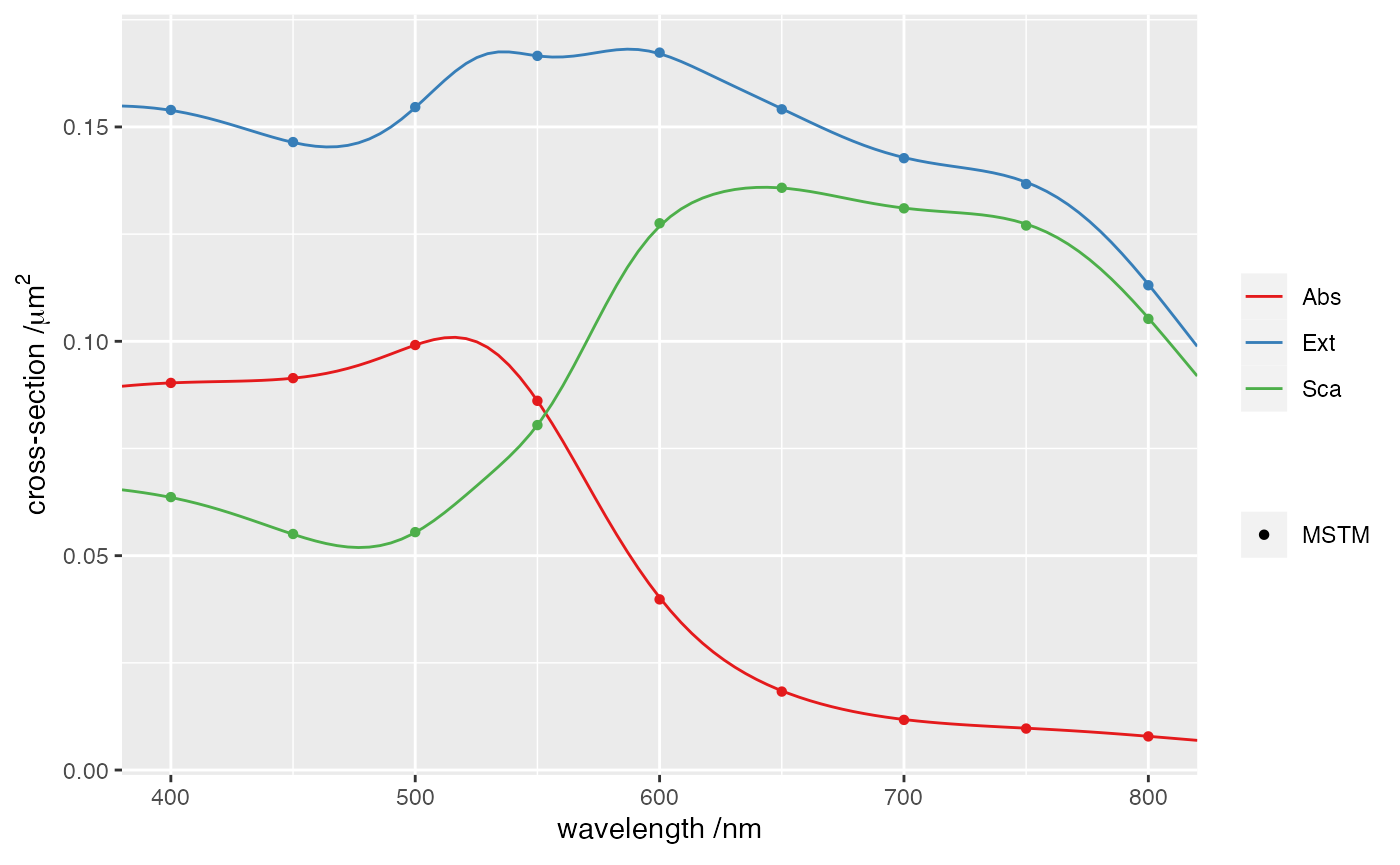 cross-section /μm²
0.15
0.10
0.05
0.00
400 500 600 700 800
wavelength /nm
Abs
Ext
Sca
MSTM